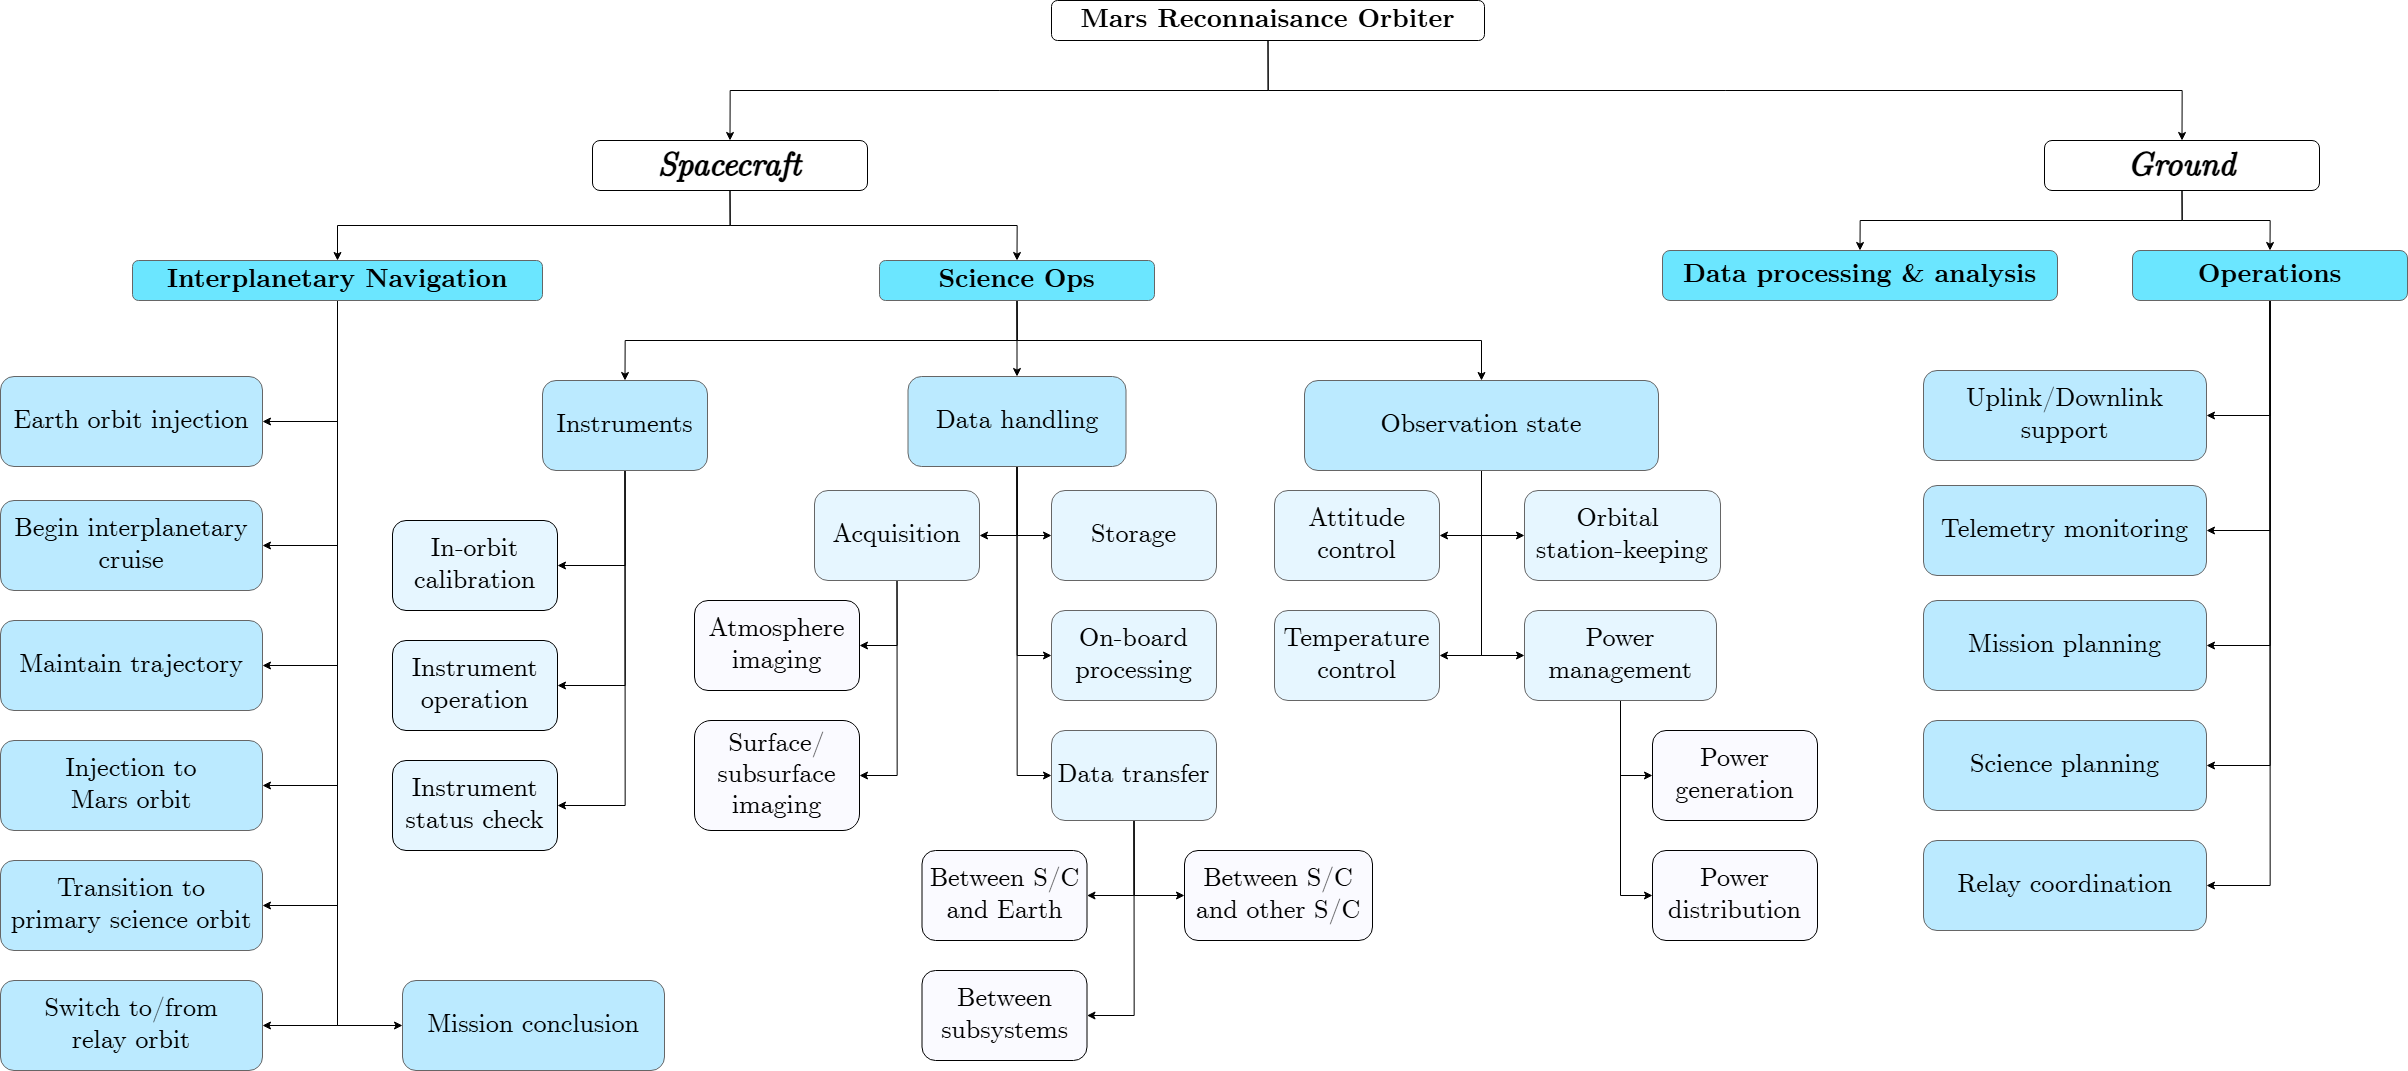 Mars Reconnaisance Orbiter
Spacecraft
Ground
Interplanetary Navigation
Science Ops
Data processing & analysis
Operations
Earth orbit injection
Begin interplanetary
cruise
Maintain trajectory
Injection to
Mars orbit
Transition to
primary science orbit
Switch to/from
relay orbit
Mission conclusion
Instruments
In-orbit
calibration
Instrument
operation
Instrument
status check
Data handling
Acquisition
Atmosphere
imaging
Surface/
subsurface
imaging
Storage
On-board
processing
Data transfer
Between S/C
and Earth
Between S/C
and other S/C
Between
subsystems
Observation state
Attitude
control
Orbital
station-keeping
Temperature
control
Power
management
Power
generation
Power
distribution
Uplink/Downlink
support
Telemetry monitoring
Mission planning
Science planning
Relay coordination